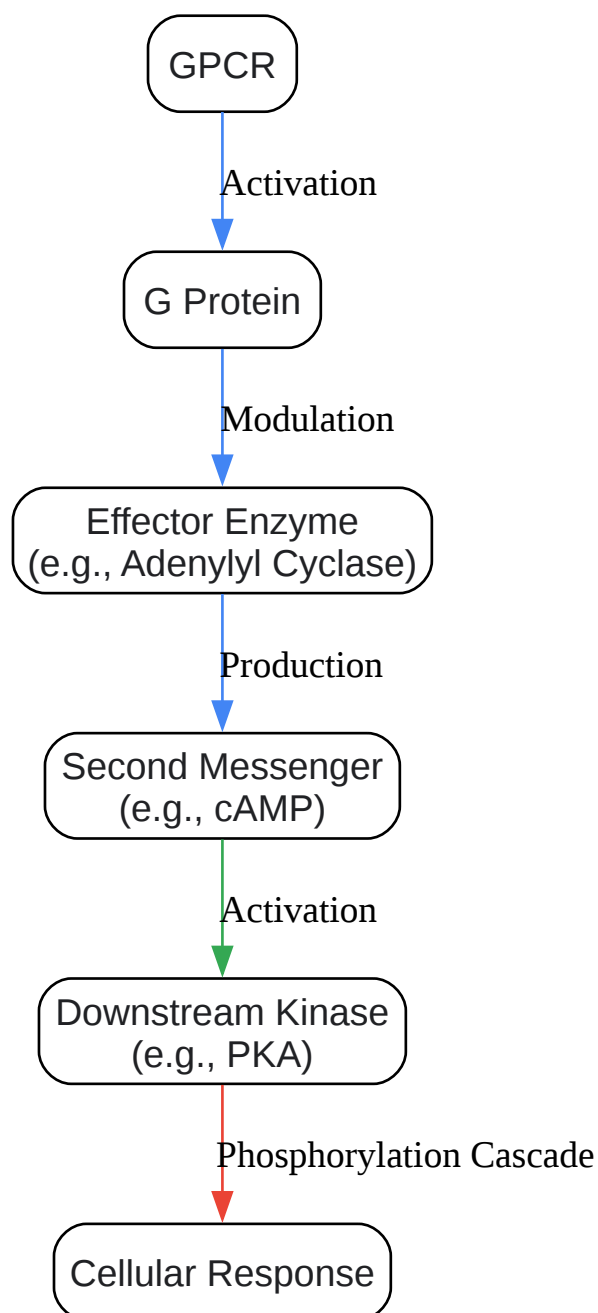 GPCR
Activation
G Protein
Modulation
Effector Enzyme
(e.g., Adenylyl Cyclase)
Production
Second Messenger
(e.g., cAMP)
Activation
Downstream Kinase
(e.g., PKA)
Phosphorylation Cascade
Cellular Response